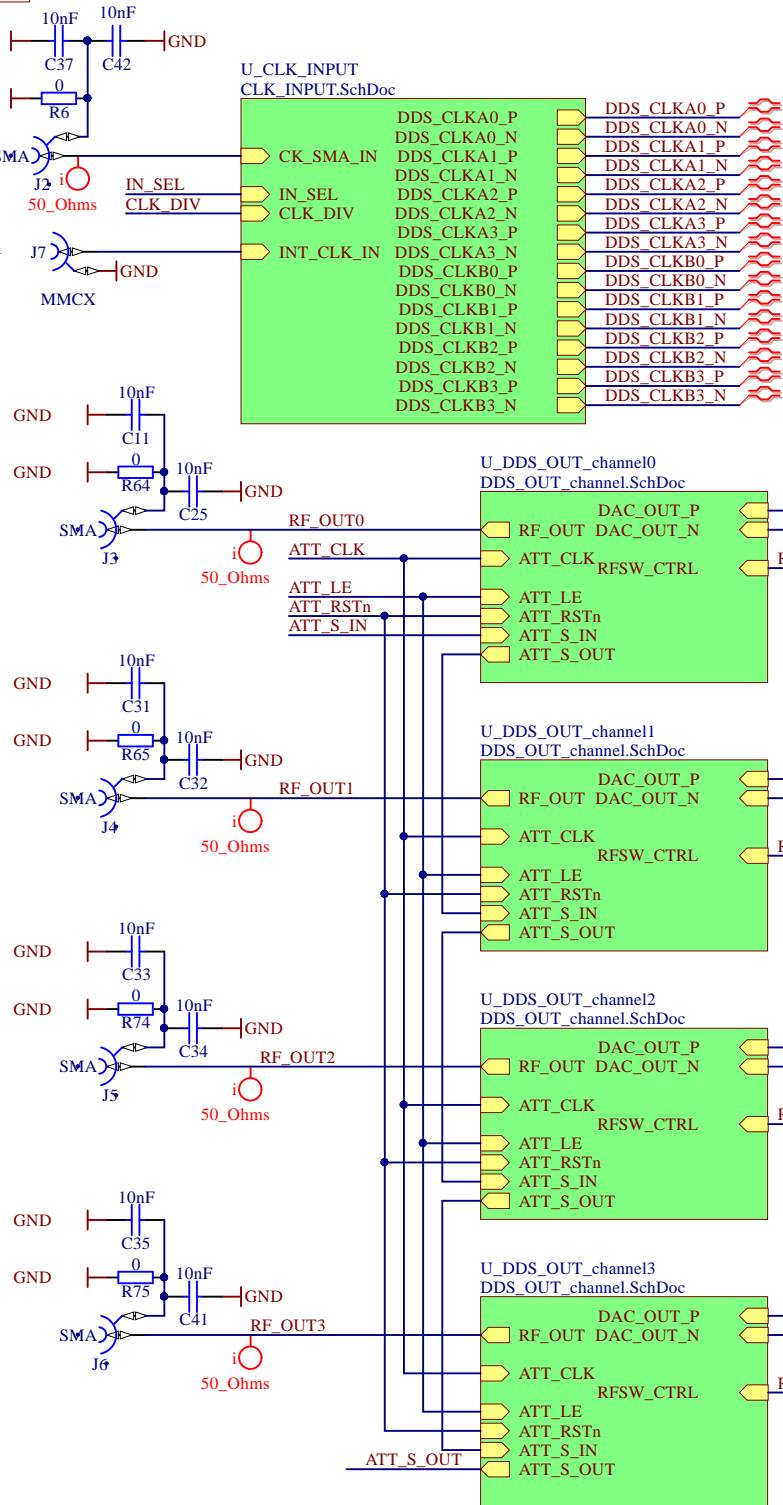 10nF 10nF
GND
C37 C42
0
R6
SMA
J2 i
50_Ohms
U_CLK_INPUT
CLK_INPUT.SchDoc
CK_SMA_IN
IN_SEL IN_SEL
CLK_DIV CLK_DIV
J7 INT_CLK_IN
GND
MMCX
DDS_CLKA0_P DDS_CLKA0_P
DDS_CLKA0_N DDS_CLKA0_N
DDS_CLKA1_P DDS_CLKA1_P
DDS_CLKA1_N DDS_CLKA1_N
DDS_CLKA2_P DDS_CLKA2_P
DDS_CLKA2_N DDS_CLKA2_N
DDS_CLKA3_P DDS_CLKA3_P
DDS_CLKA3_N DDS_CLKA3_N
DDS_CLKB0_P DDS_CLKB0_P
DDS_CLKB0_N DDS_CLKB0_N
DDS_CLKB1_P DDS_CLKB1_P
DDS_CLKB1_N DDS_CLKB1_N
DDS_CLKB2_P DDS_CLKB2_P
DDS_CLKB2_N DDS_CLKB2_N
DDS_CLKB3_P DDS_CLKB3_P
DDS_CLKB3_N DDS_CLKB3_N
10nF
GND
C11
0 10nF
GND
R64 GND
C25
SMA RF_OUT0
J3 i
50_Ohms
ATT_CLK
ATT_LE
ATT_RSTn
ATT_S_IN
U_DDS_OUT_channel0
DDS_OUT_channel.SchDoc
DAC_OUT_P
RF_OUT DAC_OUT_N
ATT_CLK
RFSW_CTRL
ATT_LE
ATT_RSTn
ATT_S_IN
ATT_S_OUT
10nF
GND
C31
0 10nF
GND
R65 GND
C32
SMA RF_OUT1
J4 i
50_Ohms
U_DDS_OUT_channel1
DDS_OUT_channel.SchDoc
DAC_OUT_P
RF_OUT DAC_OUT_N
ATT_CLK
RFSW_CTRL
ATT_LE
ATT_RSTn
ATT_S_IN
ATT_S_OUT
10nF
GND
C33
0 10nF
GND
R74 GND
C34
SMA RF_OUT2
J5 i
50_Ohms
U_DDS_OUT_channel2
DDS_OUT_channel.SchDoc
DAC_OUT_P
RF_OUT DAC_OUT_N
ATT_CLK
RFSW_CTRL
ATT_LE
ATT_RSTn
ATT_S_IN
ATT_S_OUT
10nF
GND
C35
0 10nF
GND
R75 GND
C41
SMA RF_OUT3
J6 i
50_Ohms
U_DDS_OUT_channel3
DDS_OUT_channel.SchDoc
DAC_OUT_P
RF_OUT DAC_OUT_N
ATT_CLK
RFSW_CTRL
ATT_LE
ATT_RSTn
ATT_S_IN
ATT_S_OUT ATT_S_OUT